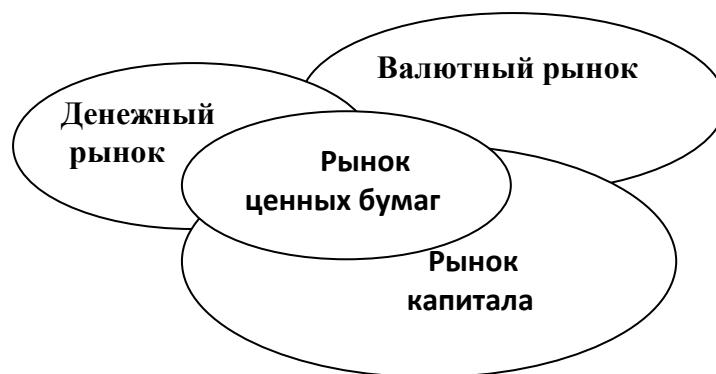 Валютный рынок
Денежный
рынок
Рынок
ценных бумаг
Рынок
капитала